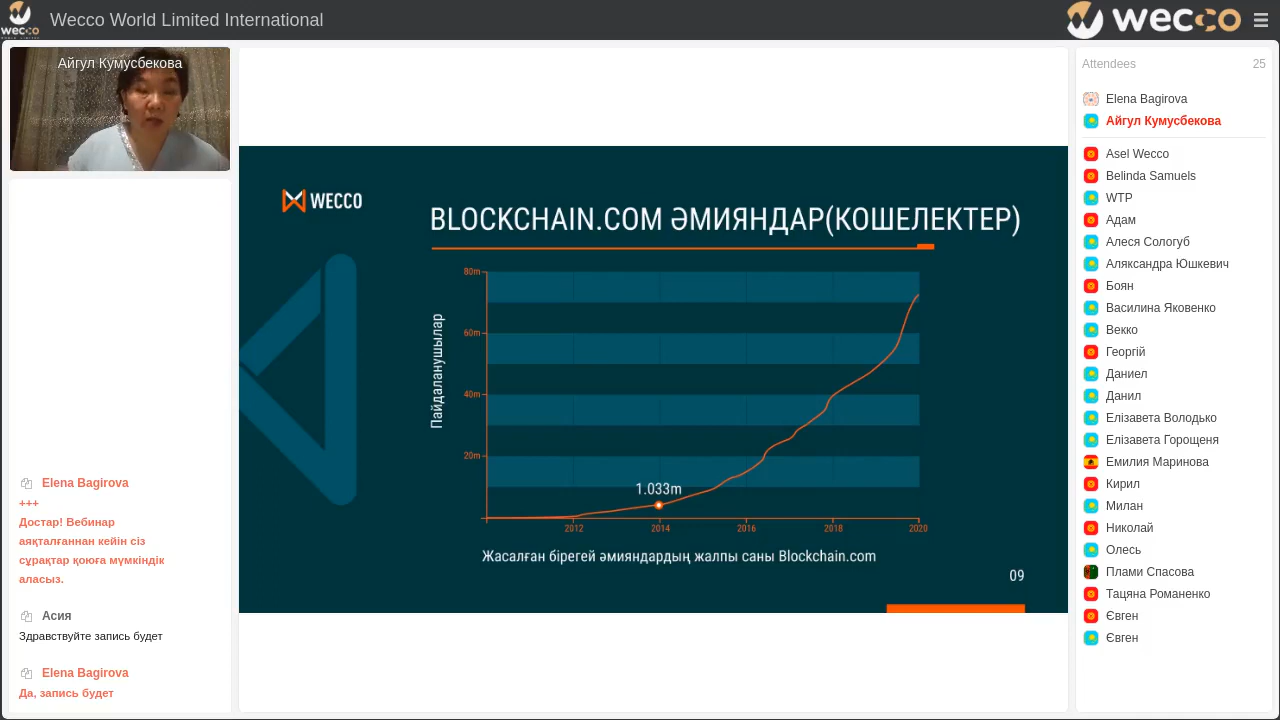 Wecco World Limited International
wecco
wecco
Айгул Кумусбекова
Elena Bagirova
+++
Достар! Вебинар
аяқталғаннан кейін сіз
сұрақтар қоюға мүмкіндік
аласыз.
Асия
Здравствуйте запись будет
Elena Bagirova
Да, запись будет
WECCO
BLOCKCHAIN.COM ӘМИЯНДАР(КОШЕЛЕКТЕР)
Пайдаланушылар
80m
60m
40m
20m
1.033m
2012 2014 2016 2018 2020
Жасалған бірегей әмияндардың жалпы саны Blockchain.com
09
Attendees 25
Elena Bagirova
Айгул Кумусбекова
Asel Wecco
Belinda Samuels
WTP
Адам
Алеся Сологуб
Аляксандра Юшкевич
Боян
Василина Яковенко
Векко
Георгій
Даниел
Данил
Елізавета Володько
Елізавета Горощеня
Емилия Маринова
Кирил
Милан
Николай
Олесь
Плами Спасова
Тацяна Романенко
Євген
Євген